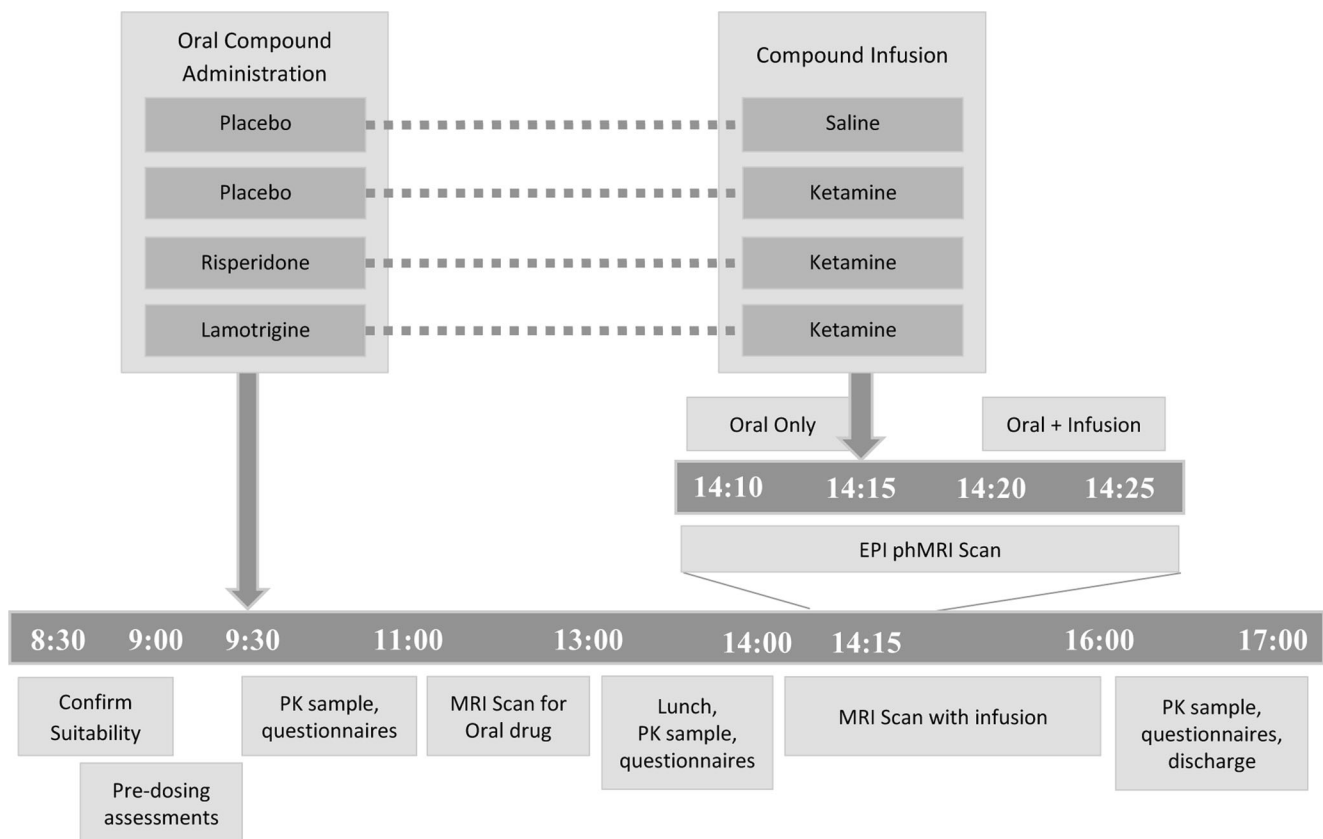 Oral Compound
Administration
Placebo
Placebo
Risperidone
Lamotrigine
Compound Infusion
Saline
Ketamine
Ketamine
Ketamine
Oral Only
Oral + Infusion
14:10 14:15 14:20 14:25
EPI phMRI Scan
8:30 9:00 9:30 11:00 13:00 14:00 14:15 16:00 17:00
Confirm
Suitability
Pre-dosing
assessments
PK sample,
questionnaires
MRI Scan for
Oral drug
Lunch,
PK sample,
questionnaires
MRI Scan with infusion
PK sample,
questionnaires,
discharge